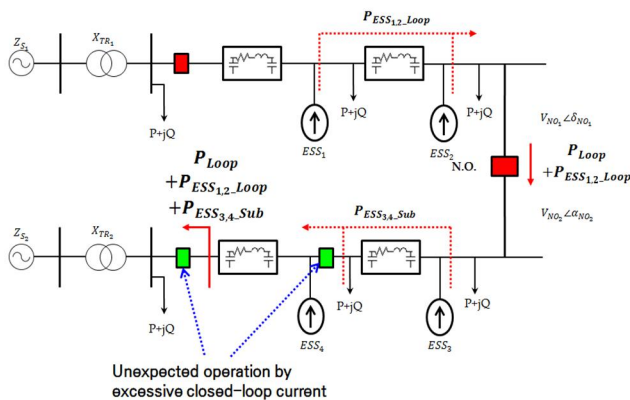 P_ESS1,2_Loop
Z_S1
X_TR1
P+jQ
ESS1
P+jQ
ESS2
P+jQ
V_NO1∠δ_NO1
N.O.
P_Loop
+P_ESS1,2_Loop
V_NO2∠α_NO2
P_Loop
+P_ESS1,2_Loop
+P_ESS3,4_Sub
P_ESS3,4_Sub
Z_S2
X_TR2
P+jQ
ESS4
P+jQ
ESS3
P+jQ
Unexpected operation by
excessive closed-loop current